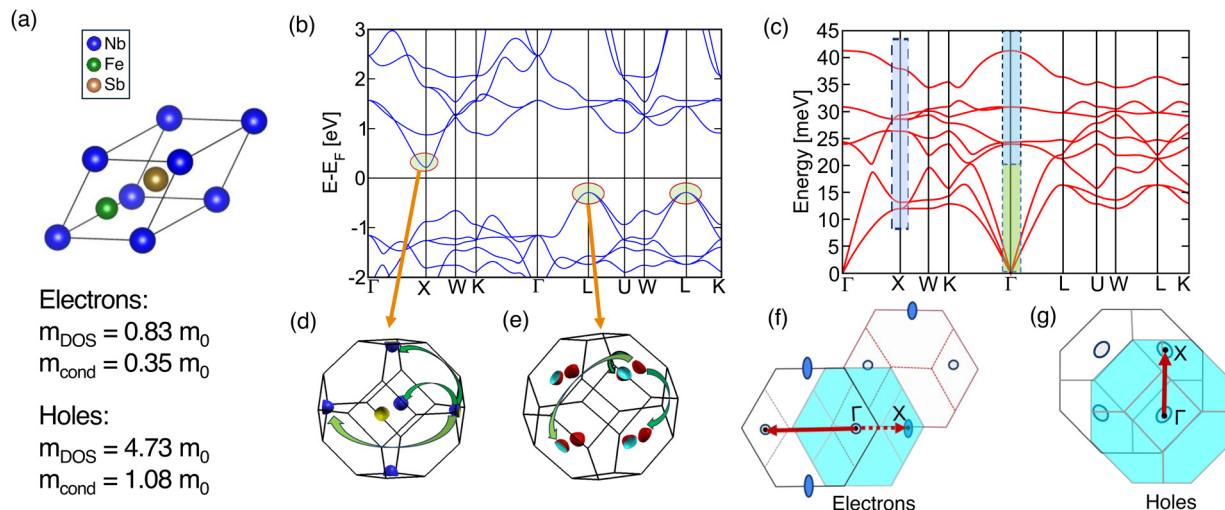 (a)
Nb
Fe
Sb
Electrons:
m_DOS = 0.83 m_0
m_cond = 0.35 m_0
Holes:
m_DOS = 4.73 m_0
m_cond = 1.08 m_0
(b)
E-E_F [eV]
3
2
1
0
-1
-2
Γ X W K Γ L U W L K
(c)
Energy [meV]
45
40
35
30
25
20
15
10
5
0
Γ X W K Γ L U W L K
(d)
(e)
(f)
Γ X
Electrons
(g)
X
Γ
Holes